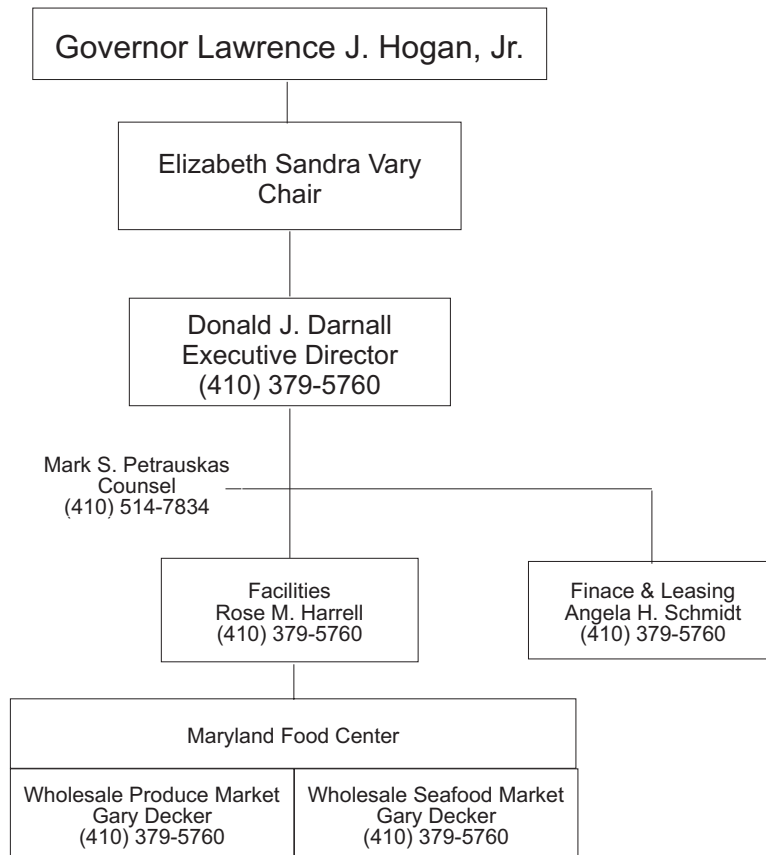 Governor Lawrence J. Hogan, Jr.
Elizabeth Sandra Vary
Chair
Donald J. Darnall
Executive Director
(410) 379-5760
Mark S. Petrauskas
Counsel
(410) 514-7834
Facilities
Rose M. Harrell
(410) 379-5760
Finace & Leasing
Angela H. Schmidt
(410) 379-5760
Maryland Food Center
Wholesale Produce Market
Gary Decker
(410) 379-5760
Wholesale Seafood Market
Gary Decker
(410) 379-5760